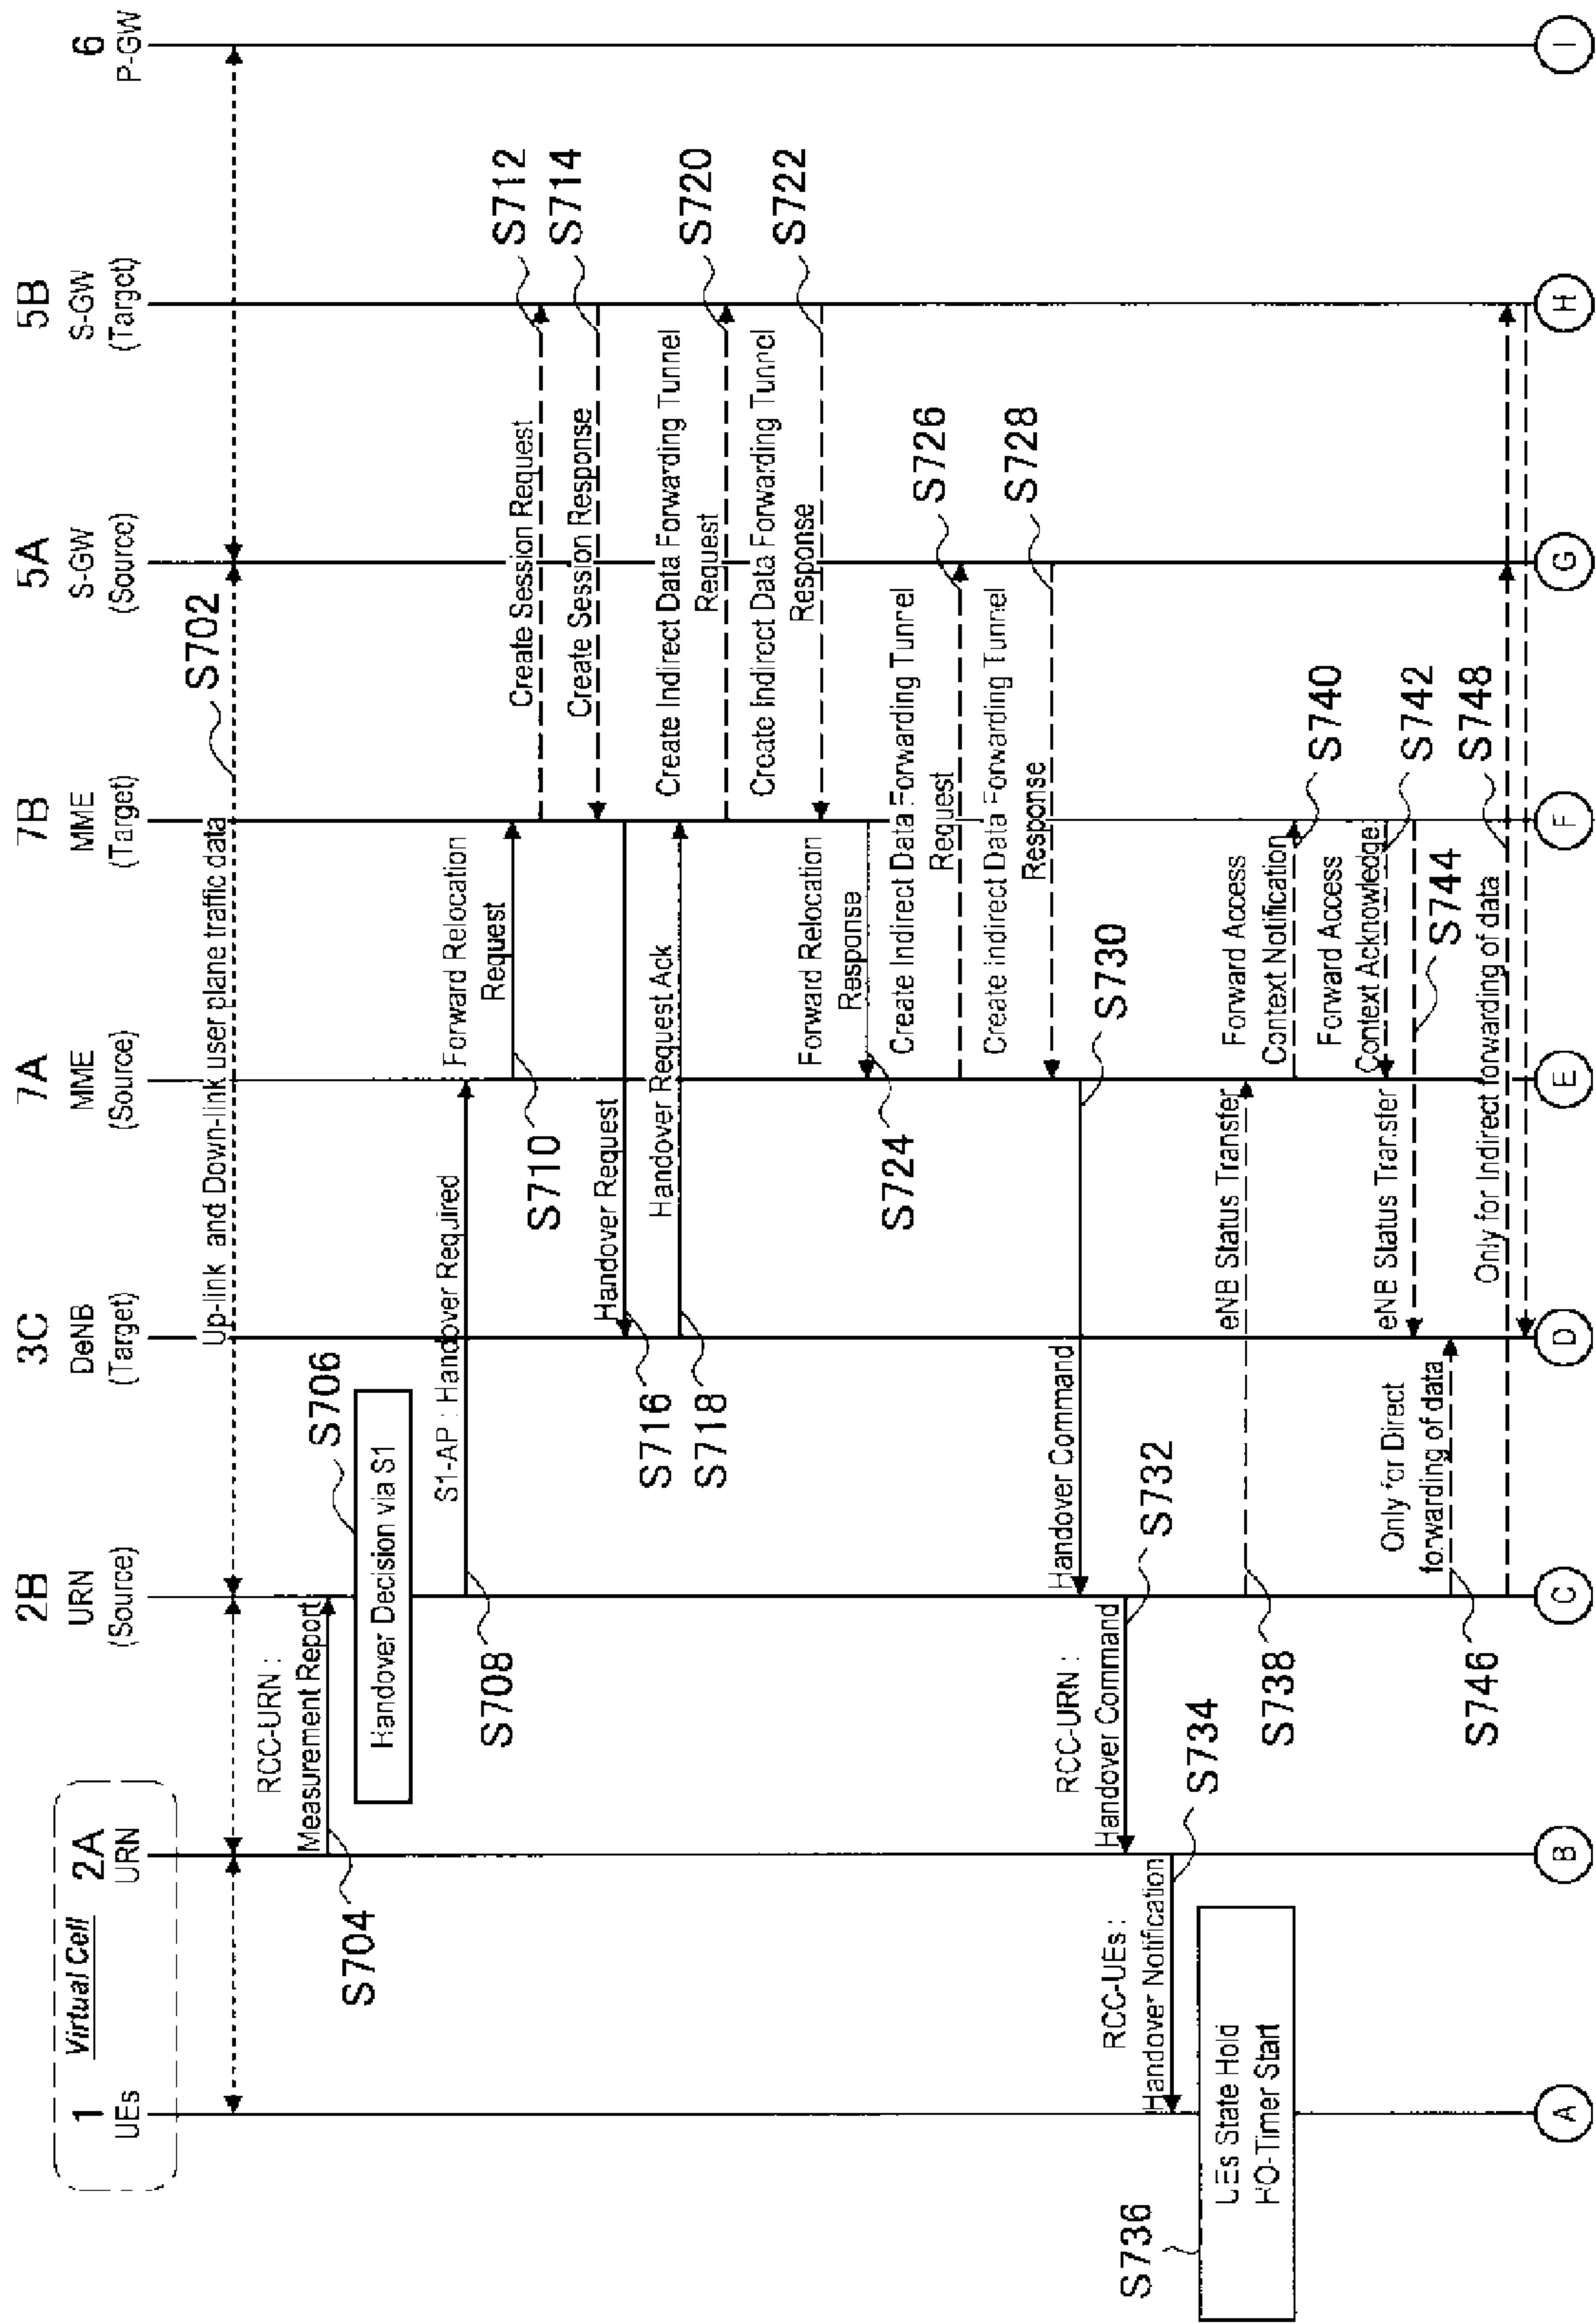 Virtual Cell
1
UEs
2A
URN
2B
URN
(Source)
3C
DeNB
(Target)
7A
MME
(Source)
7B
MME
(Target)
5A
S-GW
(Source)
5B
S-GW
(Target)
6
P-GW
Up-link and Down-link user plane traffic data
S702
RCC-URN :
Measurement Report
S704
Handover Decision via S1
S706
S1-AP : Handover Required
S708
Forward Relocation
Request
S710
Create Session Request
S712
Create Session Response
S714
Handover Request
S716
Handover Request Ack
S718
Create Indirect Data Forwarding Tunnel
Request
S720
Create Indirect Data Forwarding Tunnel
Response
S722
Forward Relocation
Response
S724
Create Indirect Data Forwarding Tunnel
Request
S726
Create Indirect Data Forwarding Tunnel
Response
S728
Handover Command
S730
RCC-URN :
Handover Command
S732
RCC-UEs :
Handover Notification
S734
UEs State Hold
HO-Timer Start
S736
eNB Status Transfer
S738
Forward Access
Context Notification
S740
Forward Access
Context Acknowledge
S742
eNB Status Transfer
S744
Only for Direct
forwarding of data
S746
Only for Indirect forwarding of data
S748
A
B
C
D
E
F
G
H
I